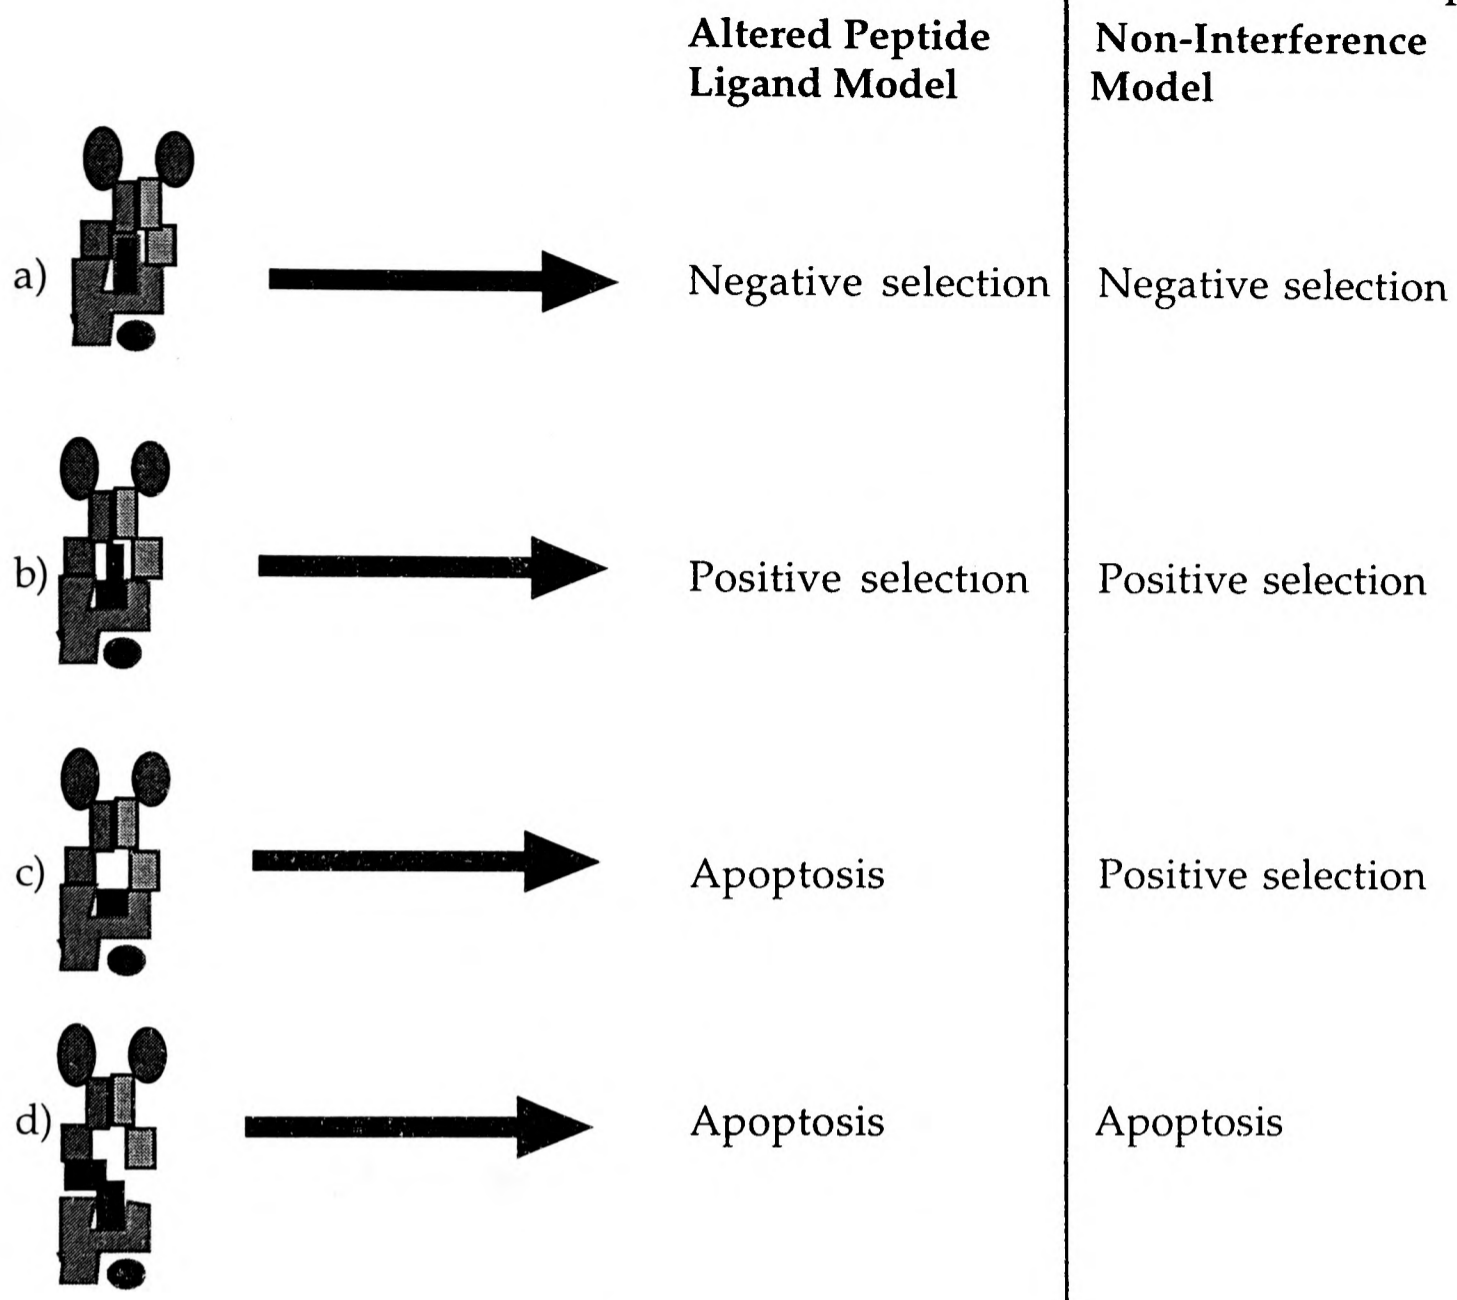 Altered Peptide
Ligand Model
Non-Interference
Model
a)
Negative selection
Negative selection
b)
Positive selection
Positive selection
c)
Apoptosis
Positive selection
d)
Apoptosis
Apoptosis